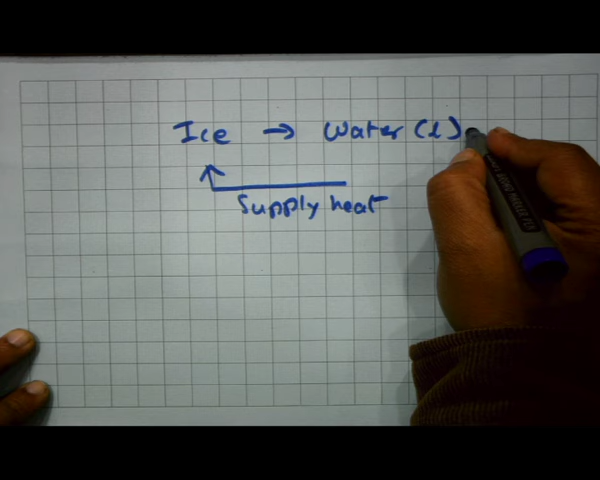 Ice → Water (l)
Supply heat